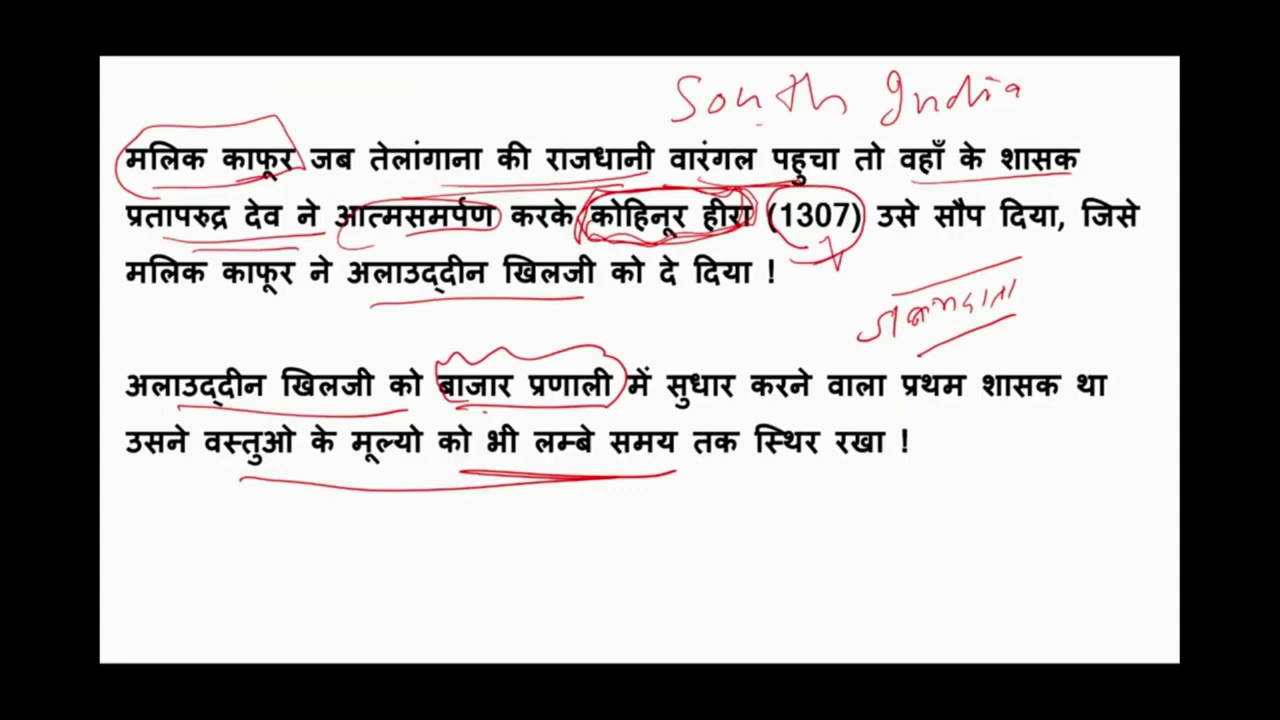 South India
मलिक काफूर जब तेलांगाना की राजधानी वारंगल पहुचा तो वहाँ के शासक
प्रतापरुद्र देव ने आत्मसमर्पण करके कोहिनूर हीरा (1307) उसे सौप दिया, जिसे
मलिक काफूर ने अलाउद्दीन खिलजी को दे दिया !
अलाउद्दीन खिलजी को बाजार प्रणाली में सुधार करने वाला प्रथम शासक था
उसने वस्तुओ के मूल्यो को भी लम्बे समय तक स्थिर रखा !